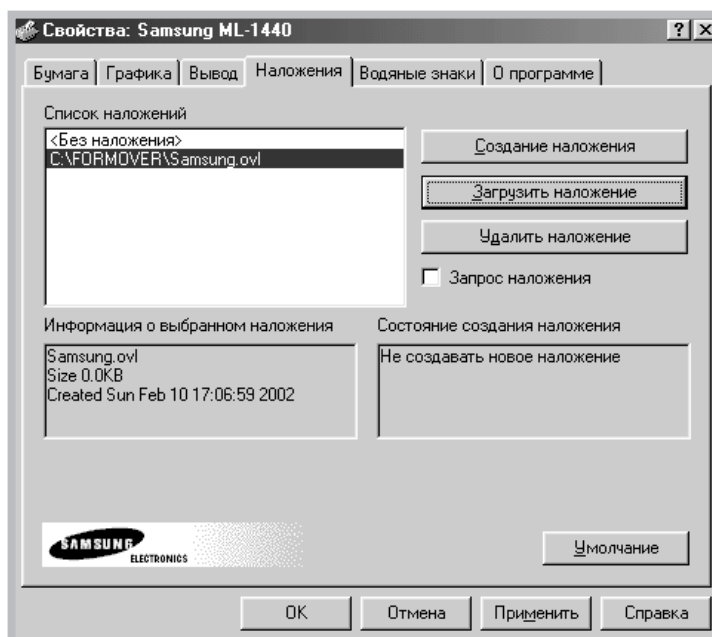 Свойства: Samsung ML-1440
Бумага Графика Вывод Наложения Водяные знаки О программе
Список наложений
<Без наложения>
C:\FORMOVER\Samsung.ovl
Создание наложения
Загрузить наложение
Удалить наложение
Запрос наложения
Информация о выбранном наложения
Samsung.ovl
Size 0.0KB
Created Sun Feb 10 17:06:59 2002
Состояние создания наложения
Не создавать новое наложение
SAMSUNG
ELECTRONICS
Умолчание
OK Отмена Применить Справка